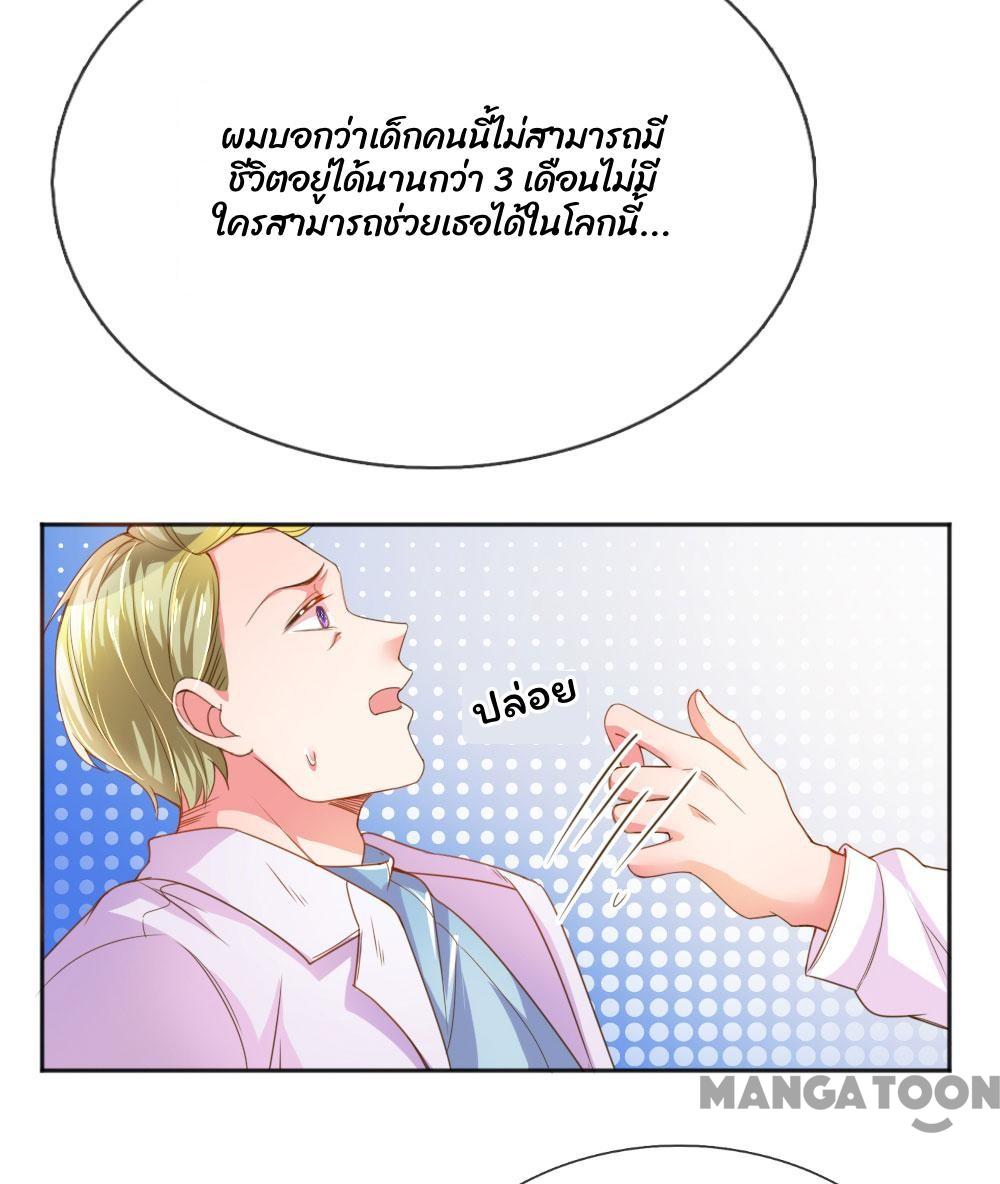 ผมบอกว่าเด็กคนนี้ไม่สามารถมี
ชีวิตอยู่ได้นานกว่า 3 เดือนไม่มี
ใครสามารถช่วยเธอได้ในโลกนี้...
ปล่อย
MANGATOON